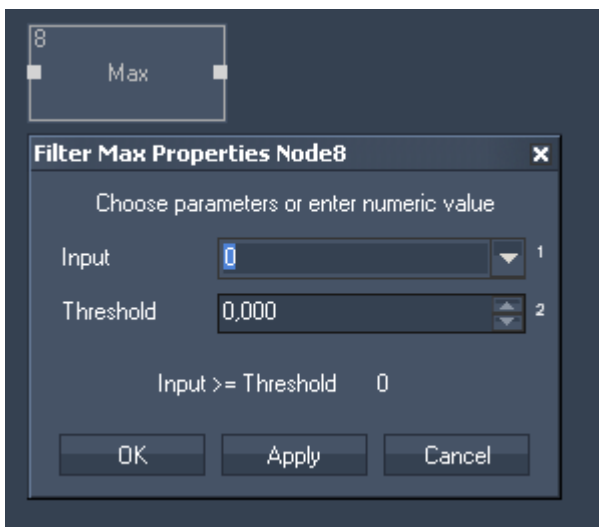 8
Max
Filter Max Properties Node8
Choose parameters or enter numeric value
Input 0 1
Threshold 0,000 2
Input >= Threshold 0
OK Apply Cancel